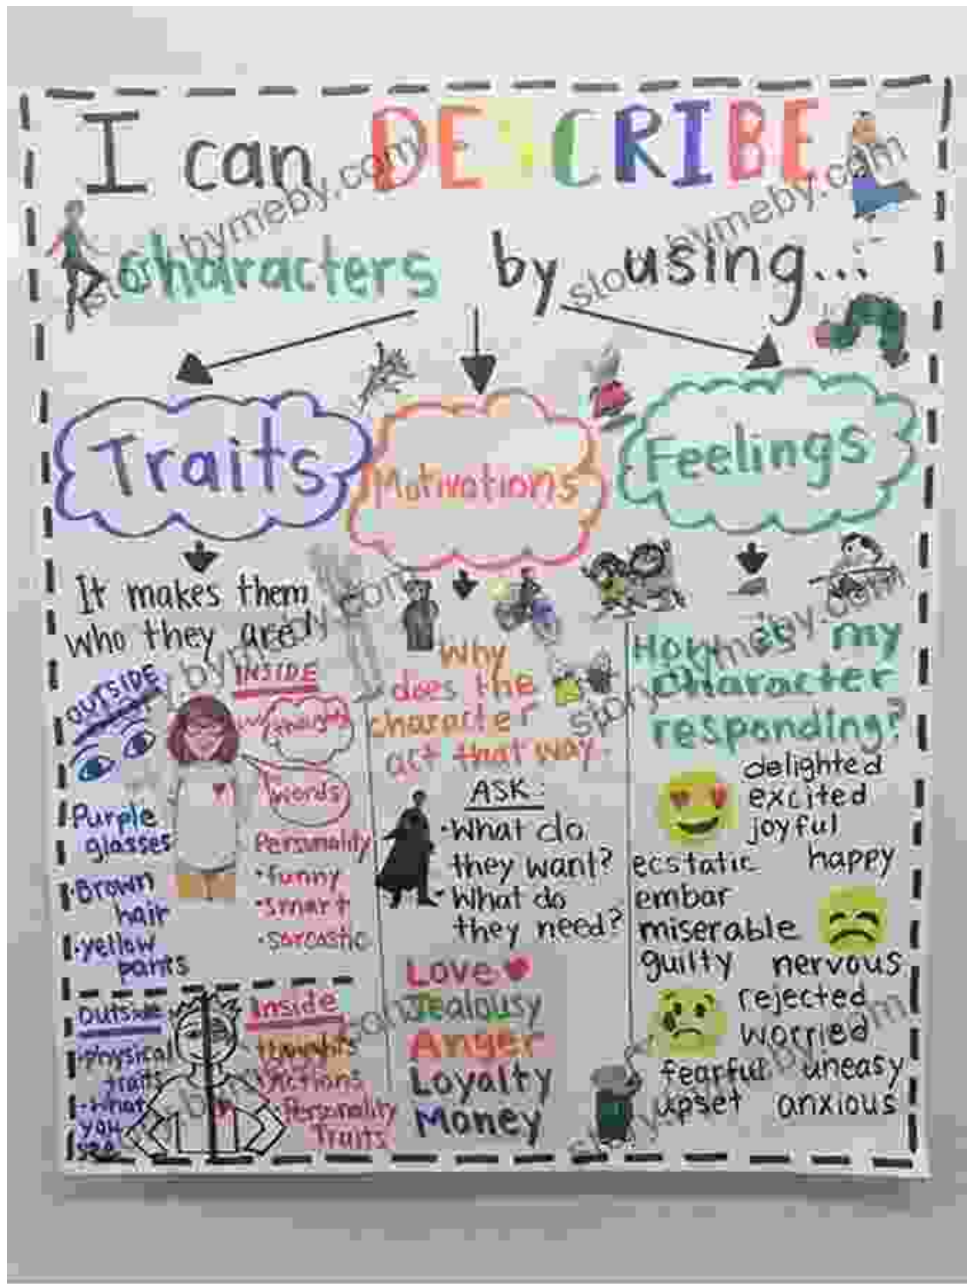 I can DESCRIBE
characters by using...
Traits
Motivations
Feelings
It makes them
who they are!
OUTSIDE
INSIDE
thoughts
words
Purple
glasses
Brown
hair
yellow
pants
Personality
funny
smart
sarcastic
Outside
physical
traits
what
you
see
Inside
thoughts
Actions
Personality
Traits
Why
does the
character
act that way.
ASK:
What do
they want?
What do
they need?
Love
Jealousy
Anger
Loyalty
Money
How is my
character
responding?
delighted
excited
joyful
ecstatic happy
embar
miserable
guilty nervous
rejected
worried
fearful uneasy
upset anxious